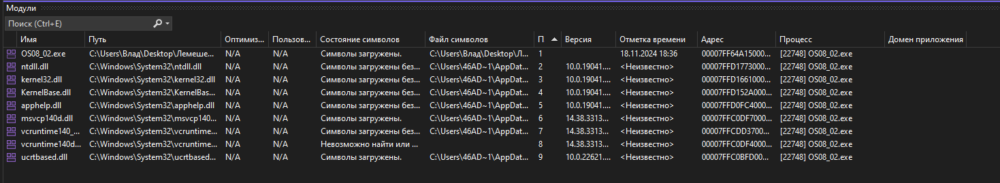 Модули
Поиск (Ctrl+E)
Имя Путь Оптимиз... Пользов... Состояние символов Файл символов П Версия Отметка времени Адрес Процесс Домен приложения
OS08_02.exe C:\Users\Влад\Desktop\Лемеше... N/A N/A Символы загружены. C:\Users\Влад\Desktop\Л... 1 18.11.2024 18:36 00007FF64A15000... [22748] OS08_02.exe
ntdll.dll C:\Windows\System32\ntdll.dll N/A N/A Символы загружены без... C:\Users\46AD~1\AppDat... 2 10.0.19041.... <Неизвестно> 00007FFD1773000... [22748] OS08_02.exe
kernel32.dll C:\Windows\System32\kernel32.dll N/A N/A Символы загружены без... C:\Users\46AD~1\AppDat... 3 10.0.19041.... <Неизвестно> 00007FFD1661000... [22748] OS08_02.exe
KernelBase.dll C:\Windows\System32\KernelBas... N/A N/A Символы загружены без... C:\Users\46AD~1\AppDat... 4 10.0.19041.... <Неизвестно> 00007FFD152A000... [22748] OS08_02.exe
apphelp.dll C:\Windows\System32\apphelp.dll N/A N/A Символы загружены без... C:\Users\46AD~1\AppDat... 5 10.0.19041.... <Неизвестно> 00007FFD0FC4000... [22748] OS08_02.exe
msvcp140d.dll C:\Windows\System32\msvcp140... N/A N/A Символы загружены. C:\Users\46AD~1\AppDat... 6 14.38.3313... <Неизвестно> 00007FFC0DF7000... [22748] OS08_02.exe
vcruntime140_... C:\Windows\System32\vcruntime... N/A N/A Символы загружены без... C:\Users\46AD~1\AppDat... 7 14.38.3313... <Неизвестно> 00007FFCDD3700... [22748] OS08_02.exe
vcruntime140d... C:\Windows\System32\vcruntime... N/A N/A Невозможно найти или ... 8 14.38.3313... <Неизвестно> 00007FFC0DF4000... [22748] OS08_02.exe
ucrtbased.dll C:\Windows\System32\ucrtbased... N/A N/A Символы загружены. C:\Users\46AD~1\AppDat... 9 10.0.22621.... <Неизвестно> 00007FFC0BFD00... [22748] OS08_02.exe